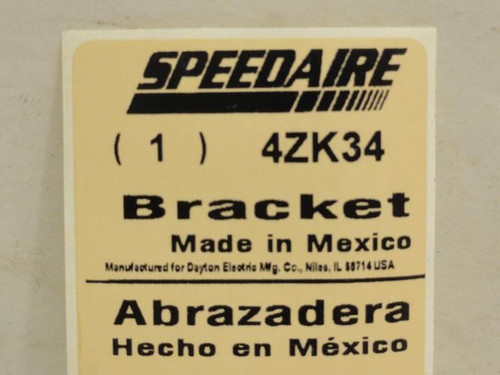 SPEEDAIRE
( 1 ) 4ZK34
Bracket
Made in Mexico
Manufactured for Dayton Electric Mfg. Co., Niles, IL 60714 USA
Abrazadera
Hecho en México